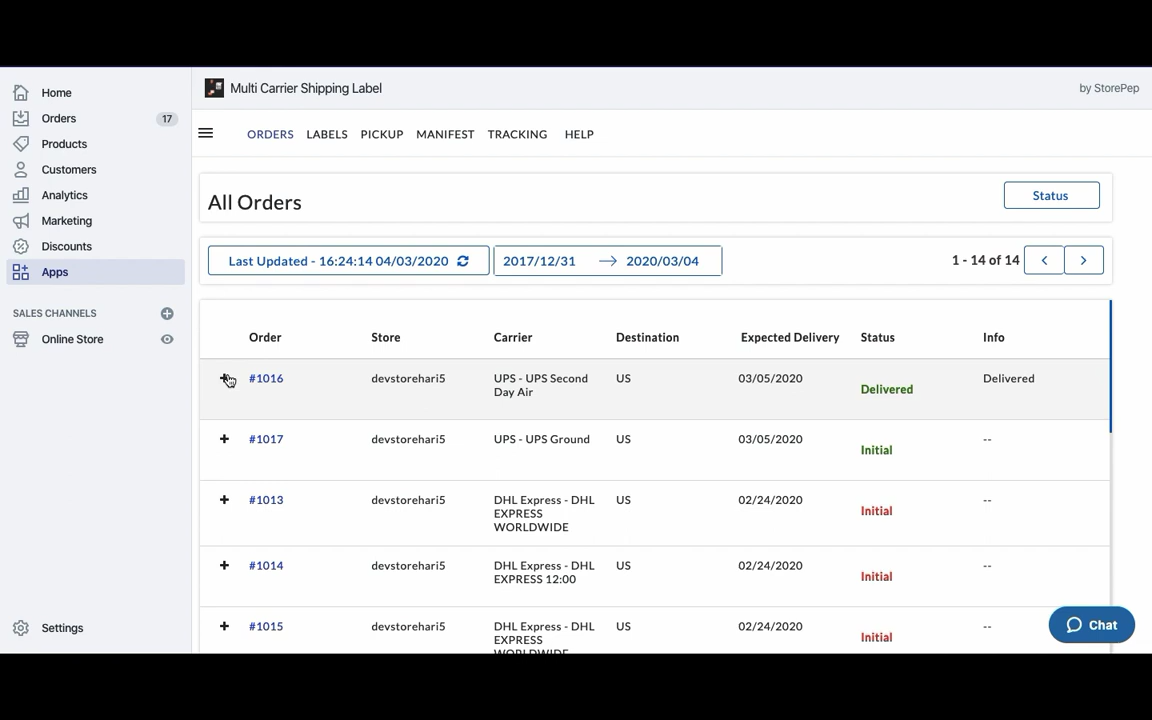 Multi Carrier Shipping Label
by StorePep
Home
Orders 17
Products
Customers
Analytics
Marketing
Discounts
Apps
SALES CHANNELS
Online Store
Settings
ORDERS LABELS PICKUP MANIFEST TRACKING HELP
All Orders
Status
Last Updated - 16:24:14 04/03/2020
2017/12/31 → 2020/03/04
1 - 14 of 14
Order Store Carrier Destination Expected Delivery Status Info
#1016 devstorehari5 UPS - UPS Second US 03/05/2020 Delivered Delivered
Day Air
+ #1017 devstorehari5 UPS - UPS Ground US 03/05/2020 Initial --
+ #1013 devstorehari5 DHL Express - DHL US 02/24/2020 Initial --
EXPRESS
WORLDWIDE
+ #1014 devstorehari5 DHL Express - DHL US 02/24/2020 Initial --
EXPRESS 12:00
+ #1015 devstorehari5 DHL Express - DHL US 02/24/2020 Initial --
EXPRESS
WORLDWIDE
Chat